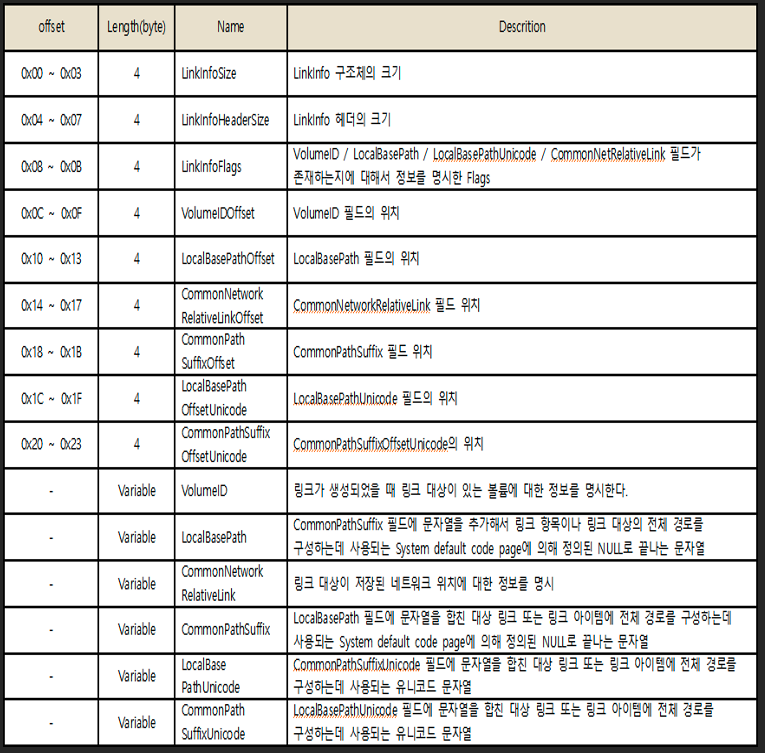 offset Length(byte) Name Descrition
0x00 ~ 0x03 4 LinkInfoSize LinkInfo 구조체의 크기
0x04 ~ 0x07 4 LinkInfoHeaderSize LinkInfo 헤더의 크기
0x08 ~ 0x0B 4 LinkInfoFlags VolumeID / LocalBasePath / LocalBasePathUnicode / CommonNetRelativeLink 필드가
존재하는지에 대해서 정보를 명시한 Flags
0x0C ~ 0x0F 4 VolumeIDOffset VolumeID 필드의 위치
0x10 ~ 0x13 4 LocalBasePathOffset LocalBasePath 필드의 위치
0x14 ~ 0x17 4 CommonNetwork
RelativeLinkOffset CommonNetworkRelativeLink 필드 위치
0x18 ~ 0x1B 4 CommonPath
SuffixOffset CommonPathSuffix 필드 위치
0x1C ~ 0x1F 4 LocalBasePath
OffsetUnicode LocalBasePathUnicode 필드의 위치
0x20 ~ 0x23 4 CommonPathSuffix
OffsetUnicode CommonPathSuffixOffsetUnicode의 위치
- Variable VolumeID 링크가 생성되었을 때 링크 대상이 있는 볼륨에 대한 정보를 명시한다.
- Variable LocalBasePath CommonPathSuffix 필드에 문자열을 추가해서 링크 항목이나 링크 대상의 전체 경로를
구성하는데 사용되는 System default code page에 의해 정의된 NULL로 끝나는 문자열
- Variable CommonNetwork
RelativeLink 링크 대상이 저장된 네트워크 위치에 대한 정보를 명시
- Variable CommonPathSuffix LocalBasePath 필드에 문자열을 합친 대상 링크 또는 링크 아이템에 전체 경로를 구성하는데
사용되는 System default code page에 의해 정의된 NULL로 끝나는 문자열
- Variable LocalBase
PathUnicode CommonPathSuffixUnicode 필드에 문자열을 합친 대상 링크 또는 링크 아이템에 전체 경로를
구성하는데 사용되는 유니코드 문자열
- Variable CommonPath
SuffixUnicode LocalBasePathUnicode 필드에 문자열을 합친 대상 링크 또는 링크 아이템에 전체 경로를
구성하는데 사용되는 유니코드 문자열